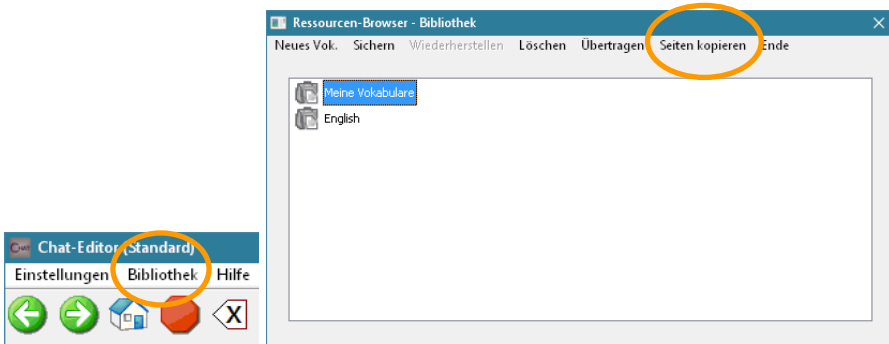 Ressourcen-Browser - Bibliothek
Neues Vok. Sichern Wiederherstellen Löschen Übertragen Seiten kopieren Ende
Meine Vokabulare
English
CHAT Chat-Editor (Standard)
Einstellungen Bibliothek Hilfe
X